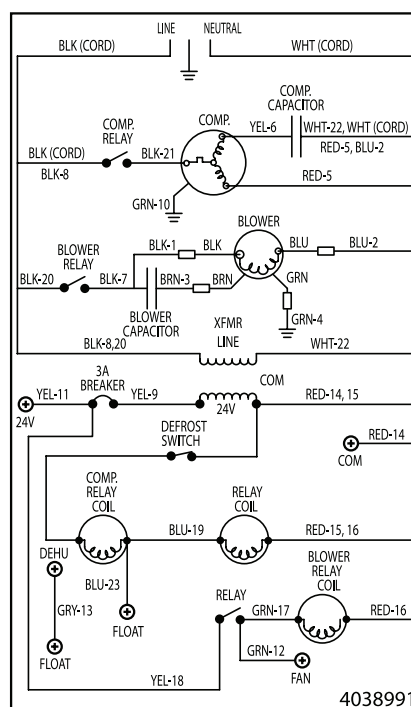 LINE NEUTRAL
BLK (CORD)
WHT (CORD)
COMP.
CAPACITOR
COMP.
RELAY
COMP.
YEL-6
WHT-22, WHT (CORD)
BLK (CORD)
BLK-21
RED-5, BLU-2
BLK-8
RED-5
GRN-10
BLOWER
BLOWER
RELAY
BLK-1
BLK
BLU
BLU-2
BLK-20
BLK-7
BRN-3
BRN
GRN
BLOWER
CAPACITOR
GRN-4
XFMR
LINE
BLK-8,20
WHT-22
3A
BREAKER
COM
YEL-11
YEL-9
RED-14, 15
24V
24V
DEFROST
SWITCH
RED-14
COM
COMP.
RELAY
COIL
RELAY
COIL
BLU-19
RED-15, 16
DEHU
BLU-23
BLOWER
RELAY
COIL
GRY-13
RELAY
GRN-17
RED-16
FLOAT
FLOAT
GRN-12
YEL-18
FAN
4038991